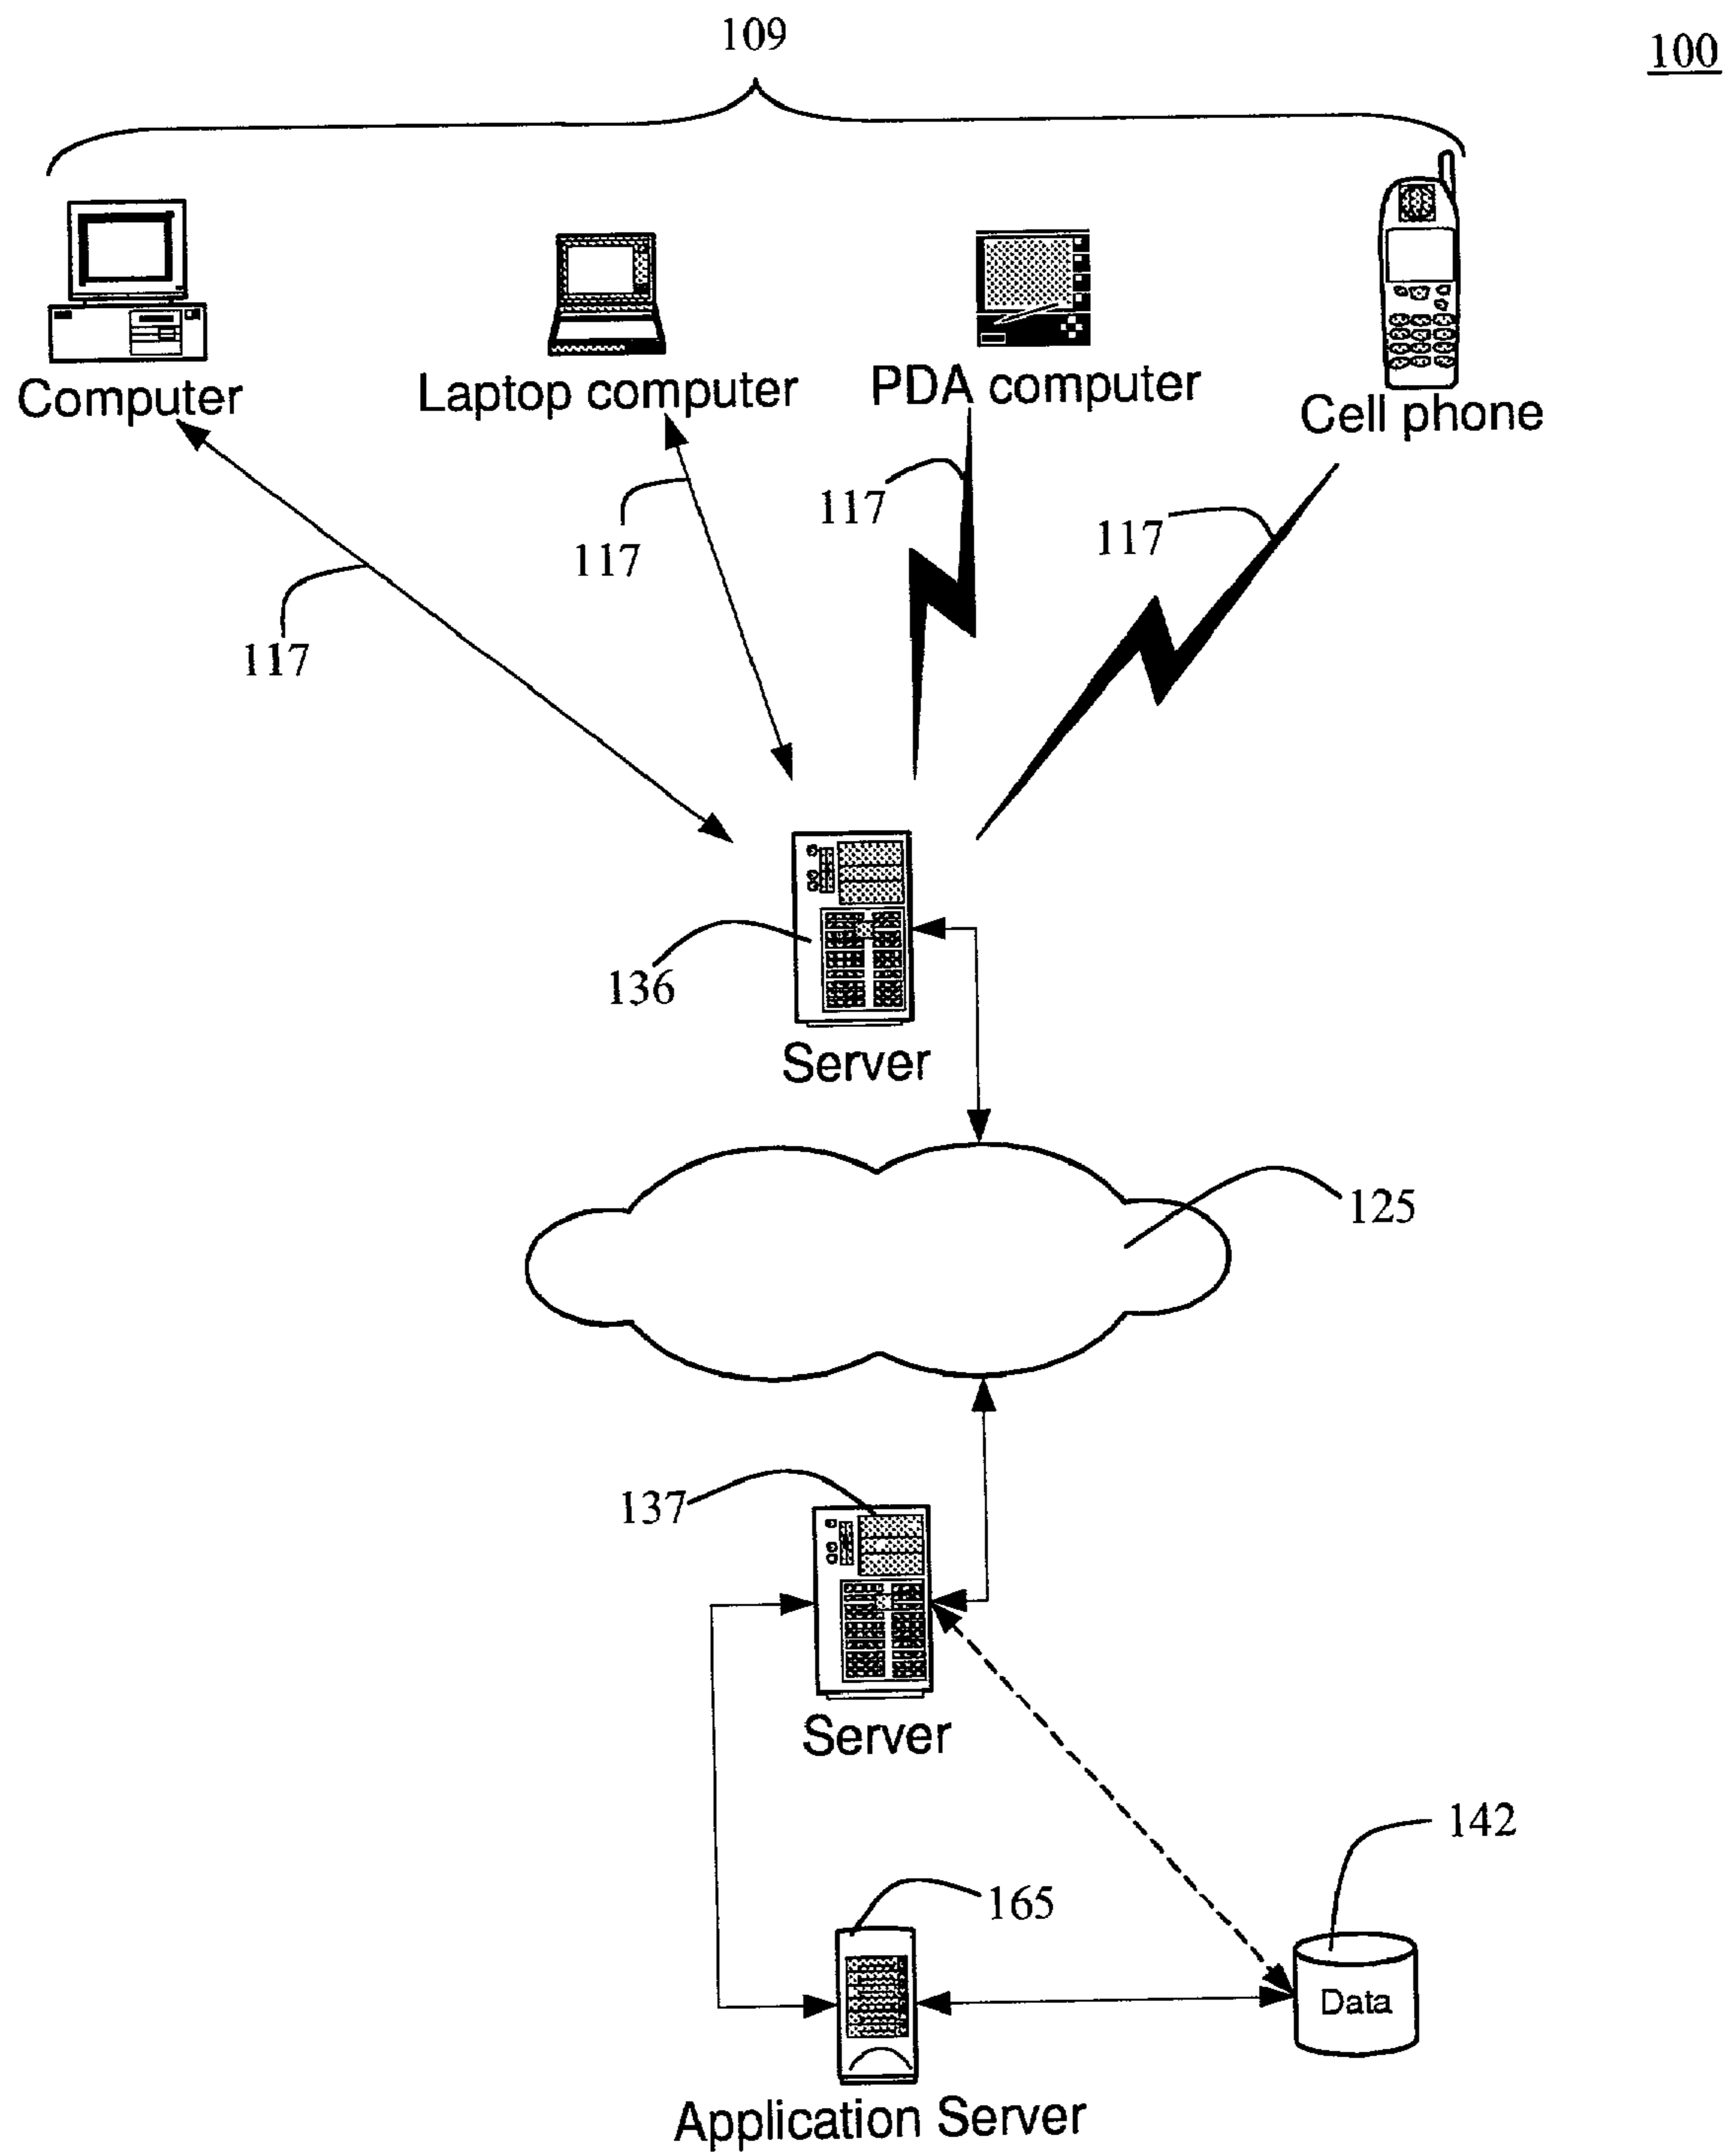 109
100
Computer
Laptop computer
PDA computer
Cell phone
117
117
117
117
136
Server
125
137
Server
142
165
Data
Application Server